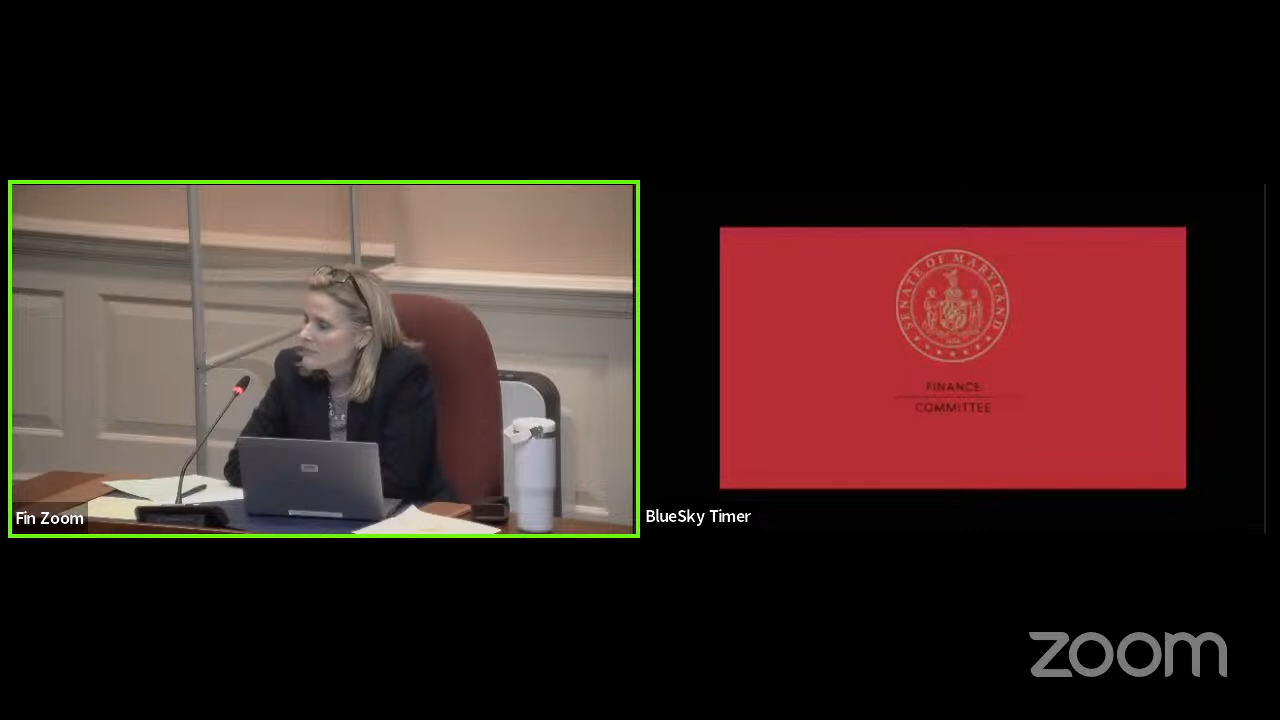 SENATE OF MARYLAND
FINANCE
COMMITTEE
Fin Zoom
BlueSky Timer
zoom